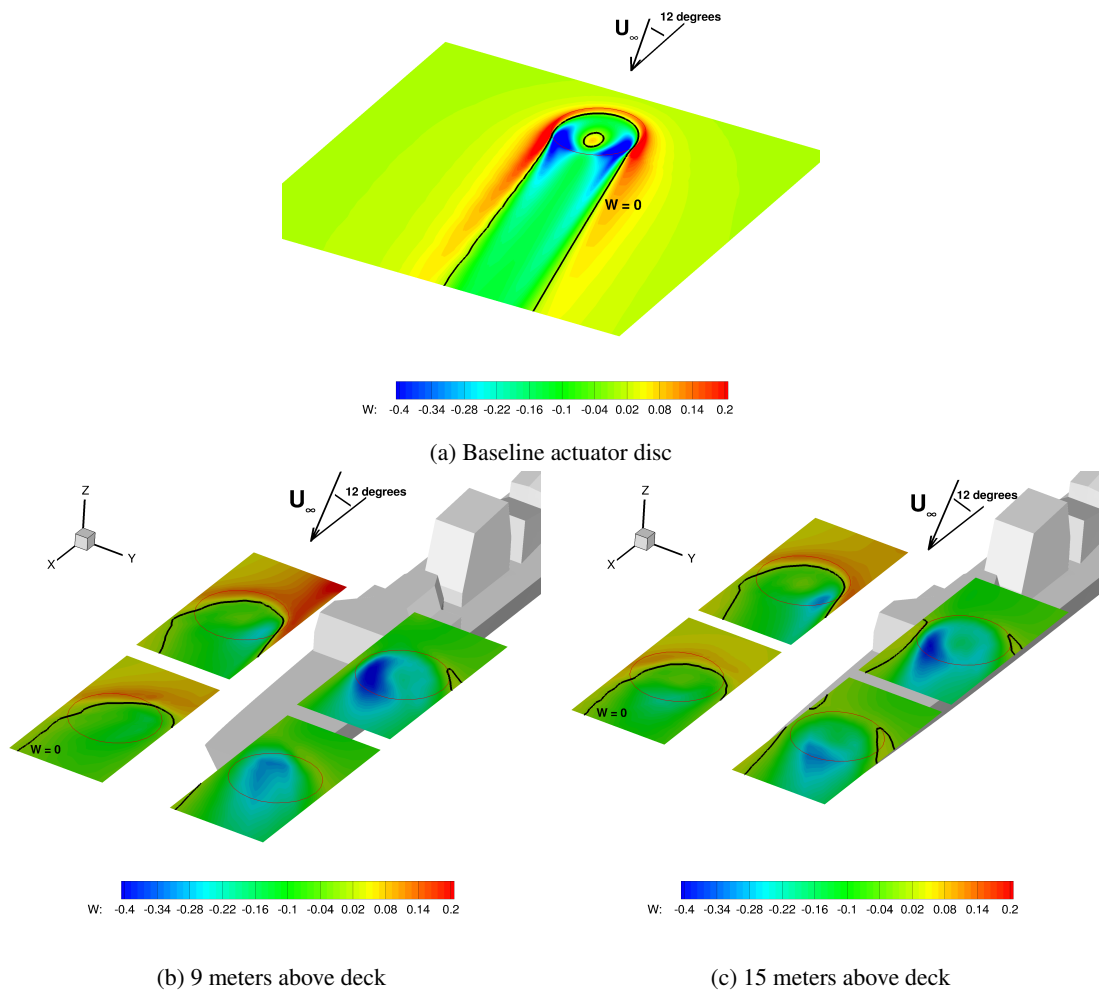 U∞
12 degrees
W = 0
W: -0.4 -0.34 -0.28 -0.22 -0.16 -0.1 -0.04 0.02 0.08 0.14 0.2
(a) Baseline actuator disc
Z
X
Y
U∞
12 degrees
W = 0
W: -0.4 -0.34 -0.28 -0.22 -0.16 -0.1 -0.04 0.02 0.08 0.14 0.2
(b) 9 meters above deck
Z
X
Y
U∞
12 degrees
W = 0
W: -0.4 -0.34 -0.28 -0.22 -0.16 -0.1 -0.04 0.02 0.08 0.14 0.2
(c) 15 meters above deck